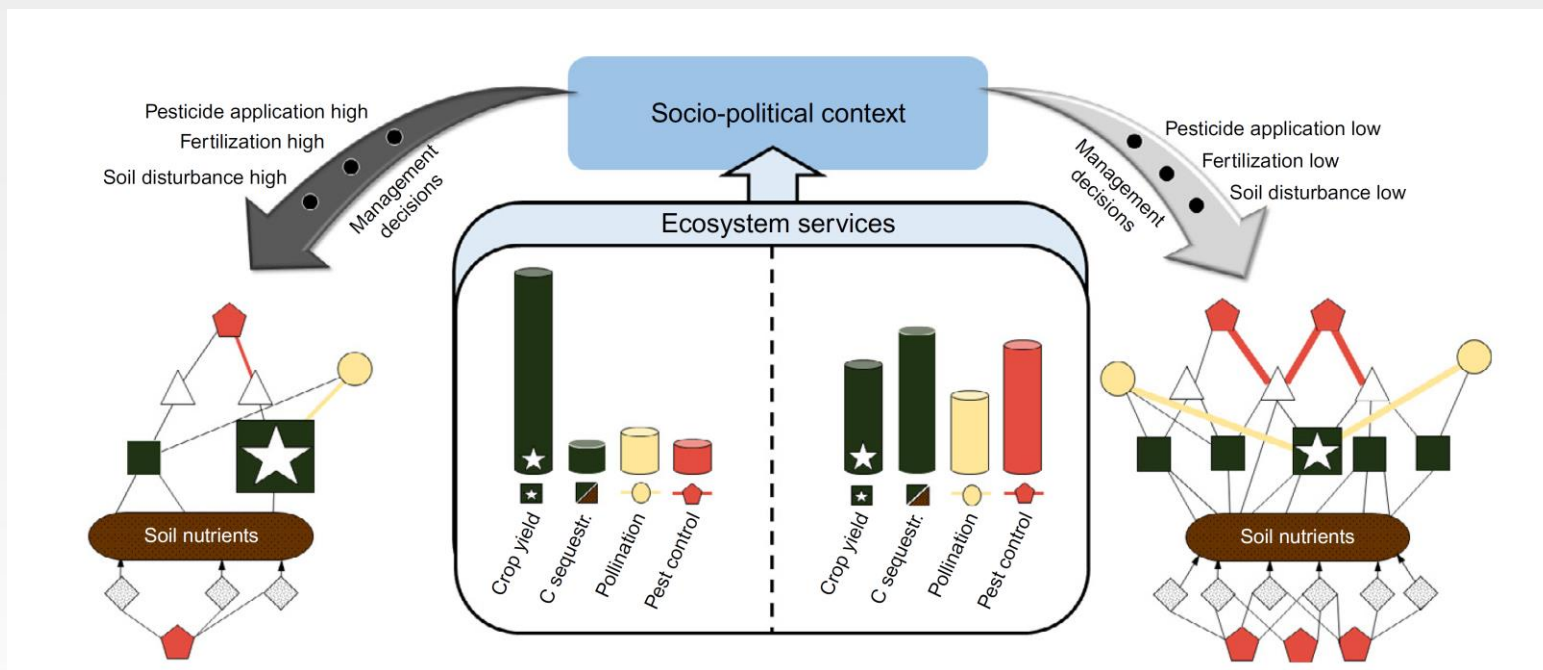 Socio-political context
Pesticide application high
Fertilization high
Soil disturbance high
Management
decisions
Pesticide application low
Fertilization low
Soil disturbance low
Management
decisions
Ecosystem services
Crop yield
C sequestr.
Pollination
Pest control
Crop yield
C sequestr.
Pollination
Pest control
Soil nutrients
Soil nutrients